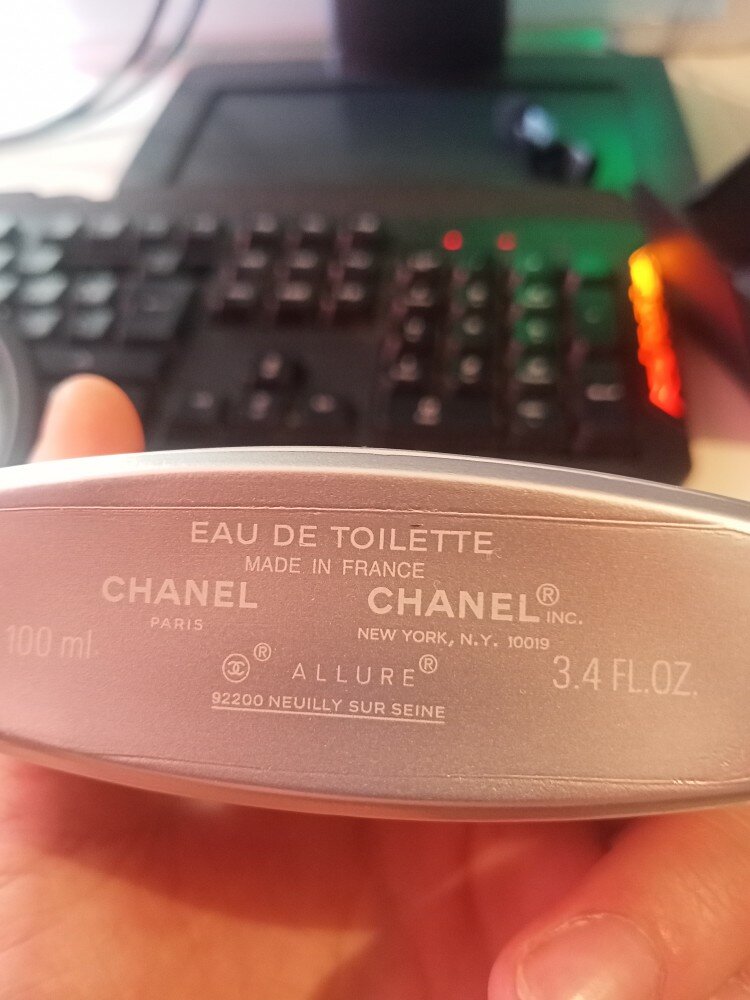 EAU DE TOILETTE
MADE IN FRANCE
CHANEL CHANEL® INC.
PARIS NEW YORK, N.Y. 10019
100 ml ® ALLURE® 3.4 FL.OZ.
92200 NEUILLY SUR SEINE